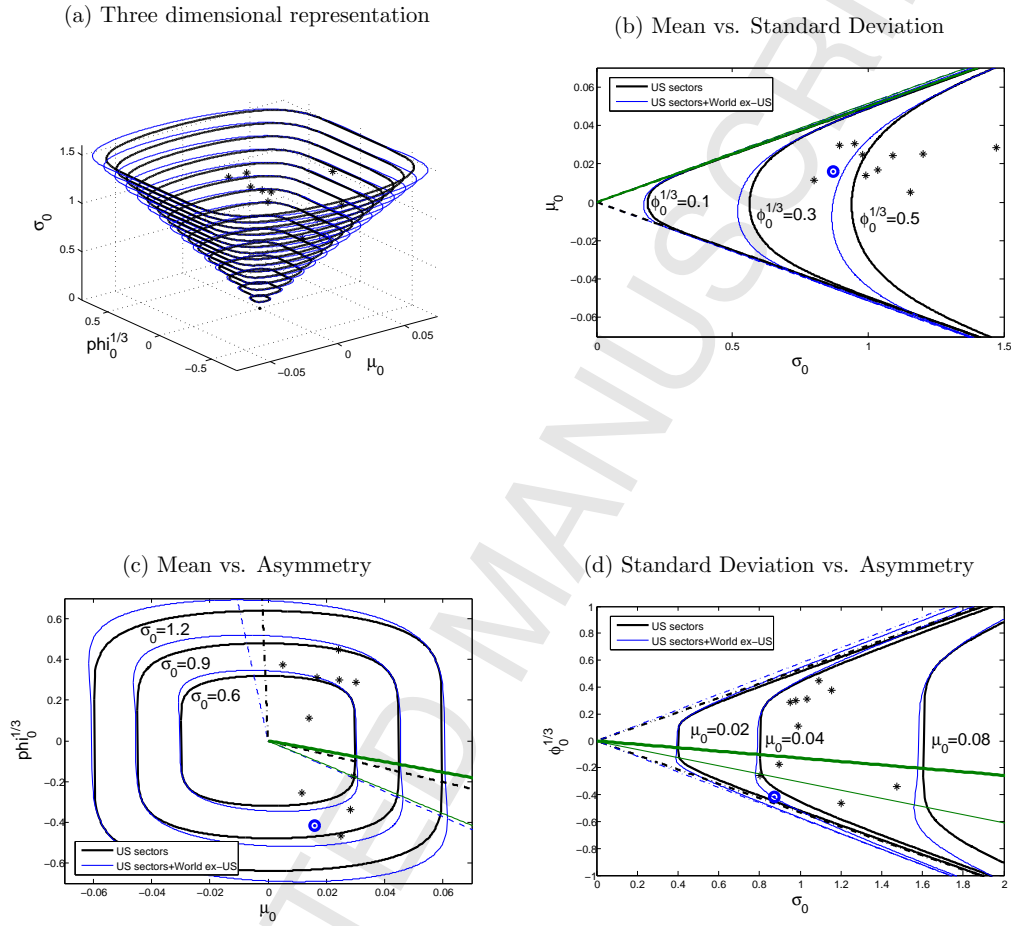 (a) Three dimensional representation
1.5
1
0.5
0
σ₀
0.5
0
−0.5
phi₀^1/3
−0.05
0
0.05
μ₀
(b) Mean vs. Standard Deviation
US sectors
US sectors+World ex−US
0.06
0.04
0.02
0
−0.02
−0.04
−0.06
μ₀
ϕ₀^1/3=0.1
ϕ₀^1/3=0.3
ϕ₀^1/3=0.5
0
0.5
1
1.5
σ₀
(c) Mean vs. Asymmetry
0.6
0.4
0.2
0
−0.2
−0.4
−0.6
phi₀^1/3
σ₀=1.2
σ₀=0.9
σ₀=0.6
US sectors
US sectors+World ex−US
−0.06
−0.04
−0.02
0
0.02
0.04
0.06
μ₀
(d) Standard Deviation vs. Asymmetry
US sectors
US sectors+World ex−US
1
0.8
0.6
0.4
0.2
0
−0.2
−0.4
−0.6
−0.8
−1
ϕ₀^1/3
μ₀=0.02
μ₀=0.04
μ₀=0.08
0
0.2
0.4
0.6
0.8
1
1.2
1.4
1.6
1.8
2
σ₀